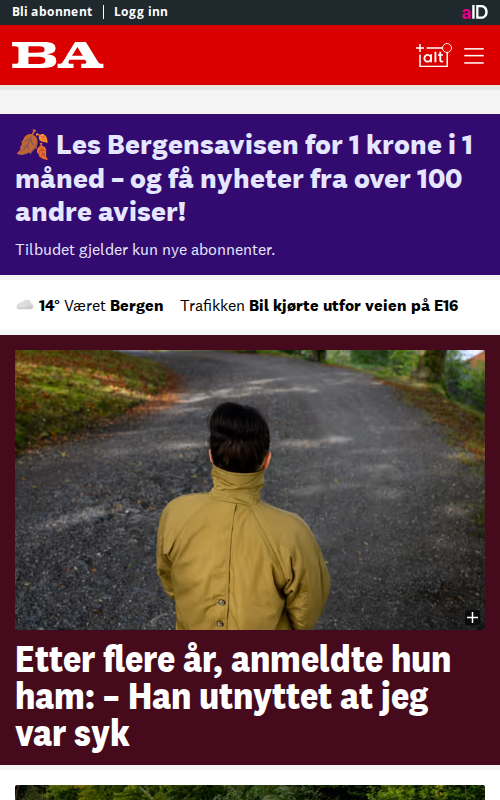 Bli abonnent | Logg inn
aID
BA
+alt
🍂 Les Bergensavisen for 1 krone i 1
måned – og få nyheter fra over 100
andre aviser!
Tilbudet gjelder kun nye abonnenter.
14° Været Bergen Trafikken Bil kjørte utfor veien på E16
+
Etter flere år, anmeldte hun
ham: – Han utnyttet at jeg
var syk